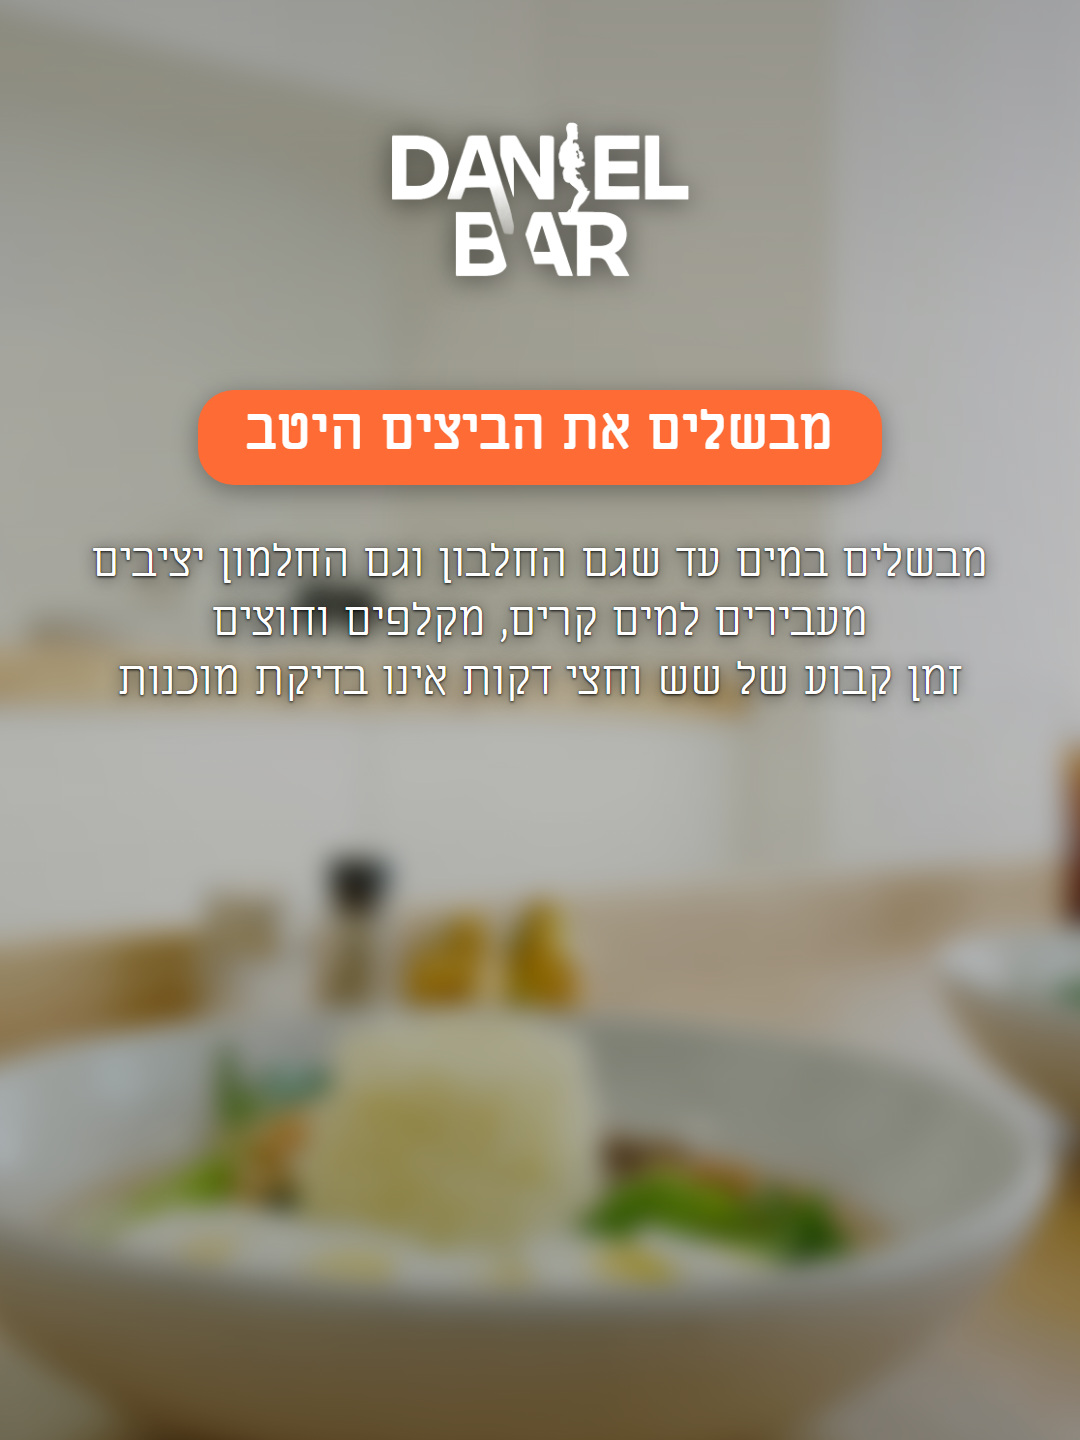 DANIEL
BAR
מבשלים את הביצים היטב
מבשלים במים עד שגם החלבון וגם החלמון יציבים
מעבירים למים קרים, מקלפים וחוצים
זמן קבוע של שש וחצי דקות אינו בדיקת מוכנות